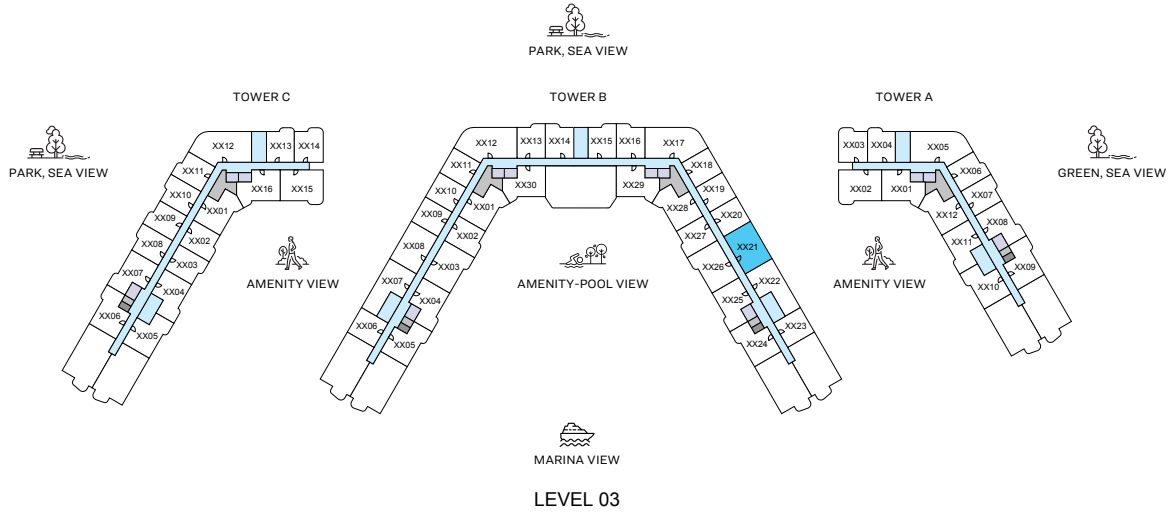 PARK, SEA VIEW
TOWER C
TOWER B
TOWER A
PARK, SEA VIEW
GREEN, SEA VIEW
XX12
XX13
XX14
XX11
XX16
XX15
XX10
XX01
XX09
XX02
XX08
XX03
XX07
XX04
XX06
XX05
AMENITY VIEW
XX12
XX13
XX14
XX15
XX16
XX17
XX11
XX30
XX29
XX18
XX10
XX01
XX28
XX19
XX09
XX02
XX27
XX20
XX08
XX03
XX26
XX21
XX07
XX04
XX25
XX22
XX06
XX05
XX24
XX23
AMENITY-POOL VIEW
AMENITY VIEW
XX03
XX04
XX05
XX02
XX01
XX06
XX12
XX07
XX11
XX08
XX10
XX09
MARINA VIEW
LEVEL 03